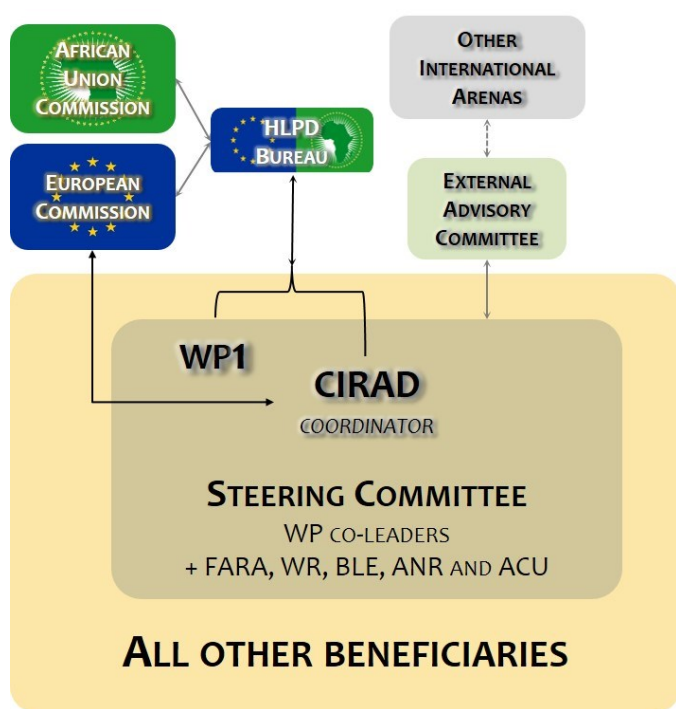 AFRICAN
UNION
COMMISSION
EUROPEAN
COMMISSION
HLPD
BUREAU
OTHER
INTERNATIONAL
ARENAS
EXTERNAL
ADVISORY
COMMITTEE
WP1
CIRAD
COORDINATOR
STEERING COMMITTEE
WP CO-LEADERS
+ FARA, WR, BLE, ANR AND ACU
ALL OTHER BENEFICIARIES